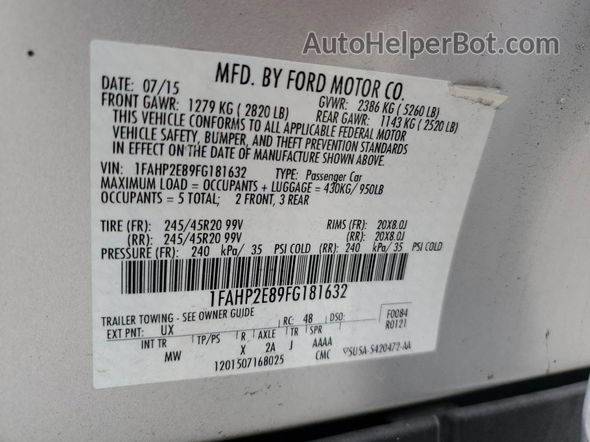 AutoHelperBot.com
MFD. BY FORD MOTOR CO.
DATE: 07/15 GVWR: 2386 KG ( 5260 LB)
FRONT GAWR: 1279 KG ( 2820 LB) REAR GAWR: 1143 KG ( 2520 LB)
THIS VEHICLE CONFORMS TO ALL APPLICABLE FEDERAL MOTOR
VEHICLE SAFETY, BUMPER, AND THEFT PREVENTION STANDARDS
IN EFFECT ON THE DATE OF MANUFACTURE SHOWN ABOVE.
VIN: 1FAHP2E89FG181632 TYPE: Passenger Car
MAXIMUM LOAD = OCCUPANTS + LUGGAGE = 430KG/ 950LB
OCCUPANTS = 5 TOTAL; 2 FRONT, 3 REAR
TIRE (FR): 245/45R20 99V RIMS (FR): 20X8.0J
(RR): 245/45R20 99V (RR): 20X8.0J
PRESSURE (FR): 240 kPa/ 35 PSI COLD (RR): 240 kPa/ 35 PSI COLD
1FAHP2E89FG181632
TRAILER TOWING - SEE OWNER GUIDE
EXT PNT: UX RC: 48 DSO: F0084
R0121
INT TR TP/PS R AXLE TR SPR
MW X 2A J AAAA
1201507168025 CMC ▽5USA-5420472-AA